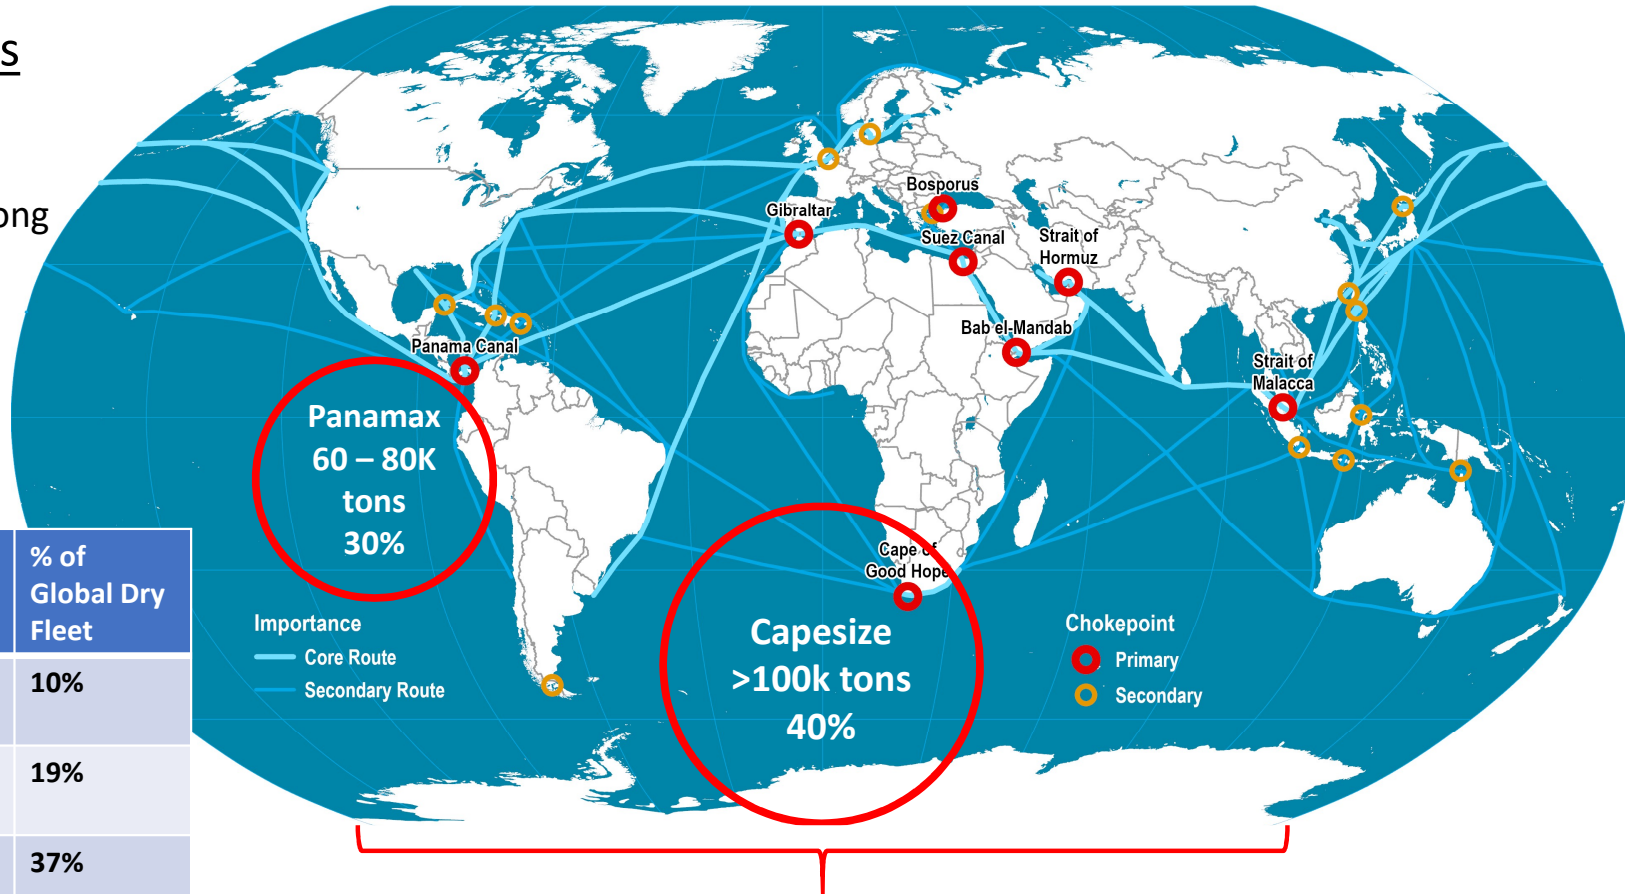 s
ong
Bosporus
Gibraltar
Suez Canal
Strait of
Hormuz
Bab el-Mandab
Panama Canal
Strait of
Malacca
Panamax
60 – 80K
tons
30%
Cape of
Good Hope
Capesize
>100k tons
40%
Importance
Core Route
Secondary Route
Chokepoint
Primary
Secondary
% of
Global Dry
Fleet
10%
19%
37%